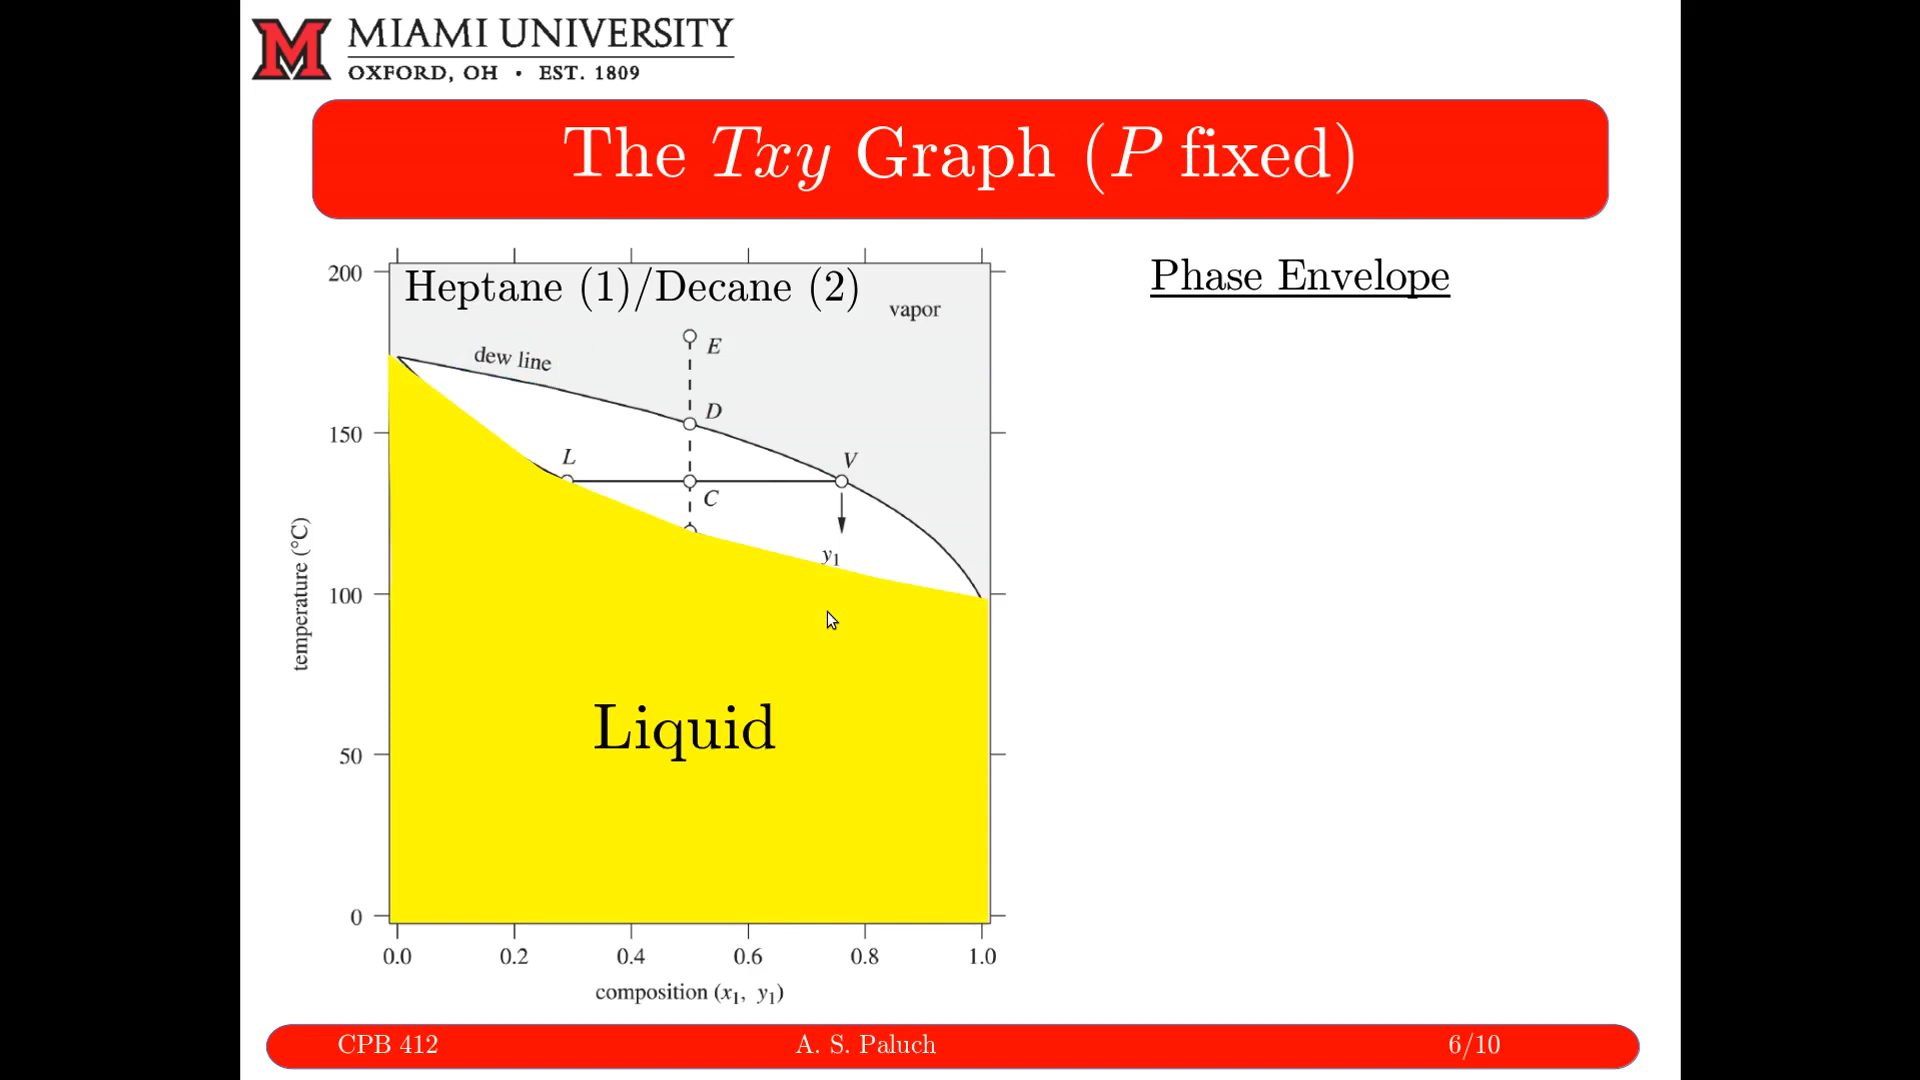 MIAMI UNIVERSITY
OXFORD, OH • EST. 1809
The Txy Graph (P fixed)
Heptane (1)/Decane (2)
vapor
Phase Envelope
200
E
dew line
D
150
L
V
C
y₁
100
temperature (°C)
Liquid
50
0
0.0 0.2 0.4 0.6 0.8 1.0
composition (x₁, y₁)
CPB 412 A. S. Paluch 6/10